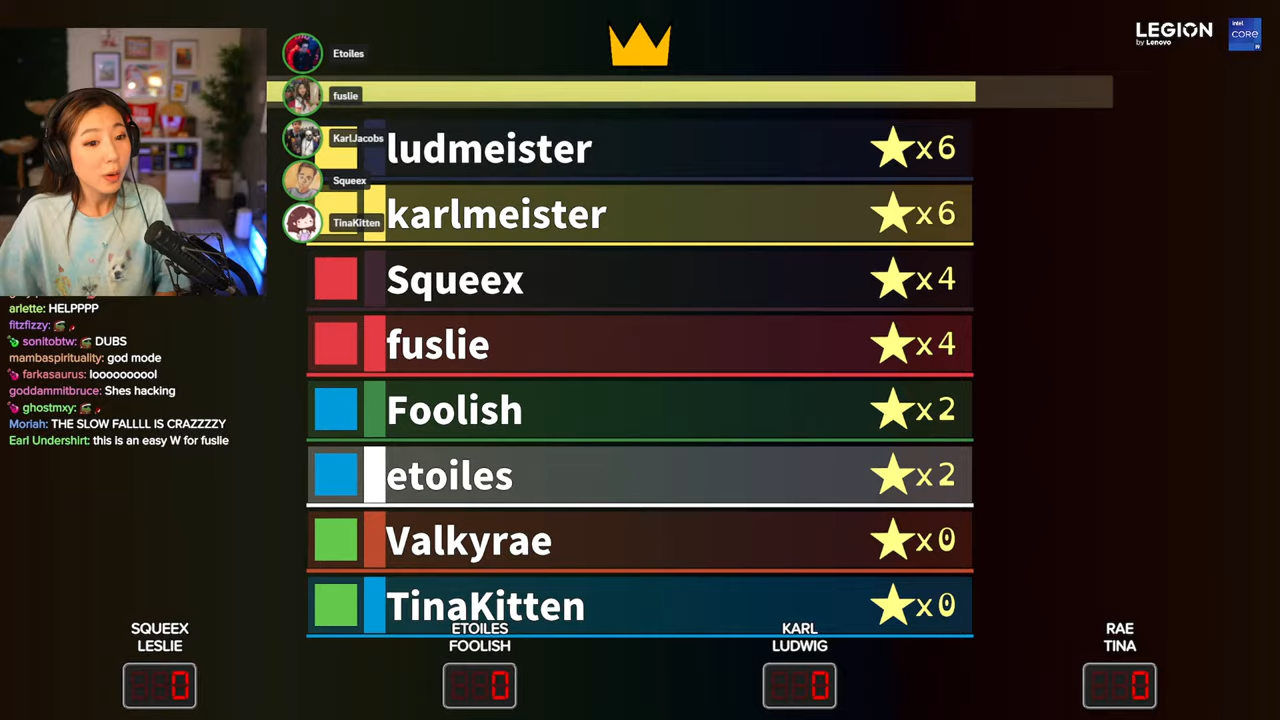 LEGION
by Lenovo
intel
CORE
i9
Etoiles
fuslie
KarlJacobs
Squeex
TinaKitten
ludmeister ★x6
karlmeister ★x6
Squeex ★x4
fuslie ★x4
Foolish ★x2
etoiles ★x2
Valkyrae ★x0
TinaKitten ★x0
arlette: HELPPPP
fitzfizzy:
sonitobtw: DUBS
mambaspirituality: god mode
farkasaurus: looooooool
goddammitbruce: Shes hacking
ghostmxy:
Moriah: THE SLOW FALLLL IS CRAZZZZY
Earl Undershirt: this is an easy W for fuslie
SQUEEX
LESLIE
0
ETOILES
FOOLISH
0
KARL
LUDWIG
0
RAE
TINA
0